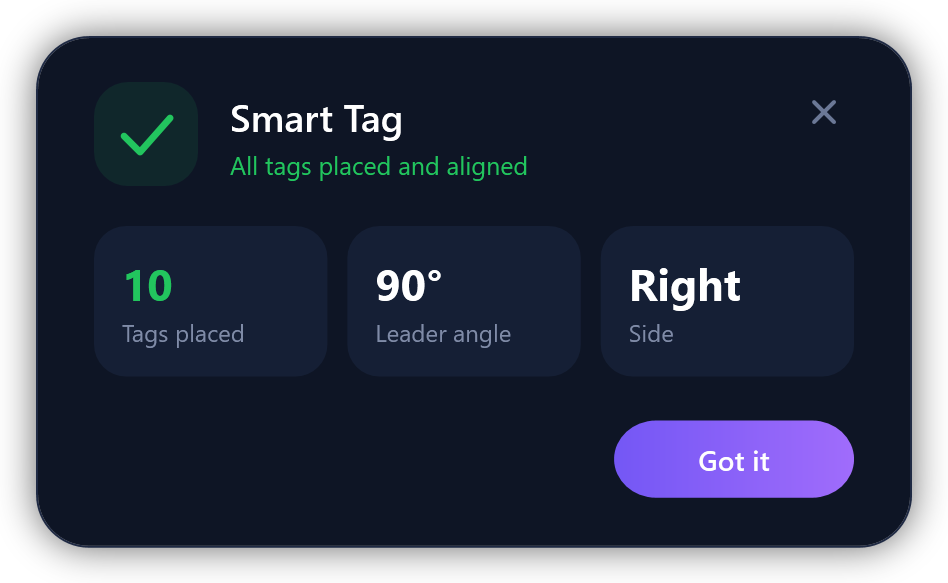 Smart Tag
All tags placed and aligned
10
Tags placed
90°
Leader angle
Right
Side
Got it